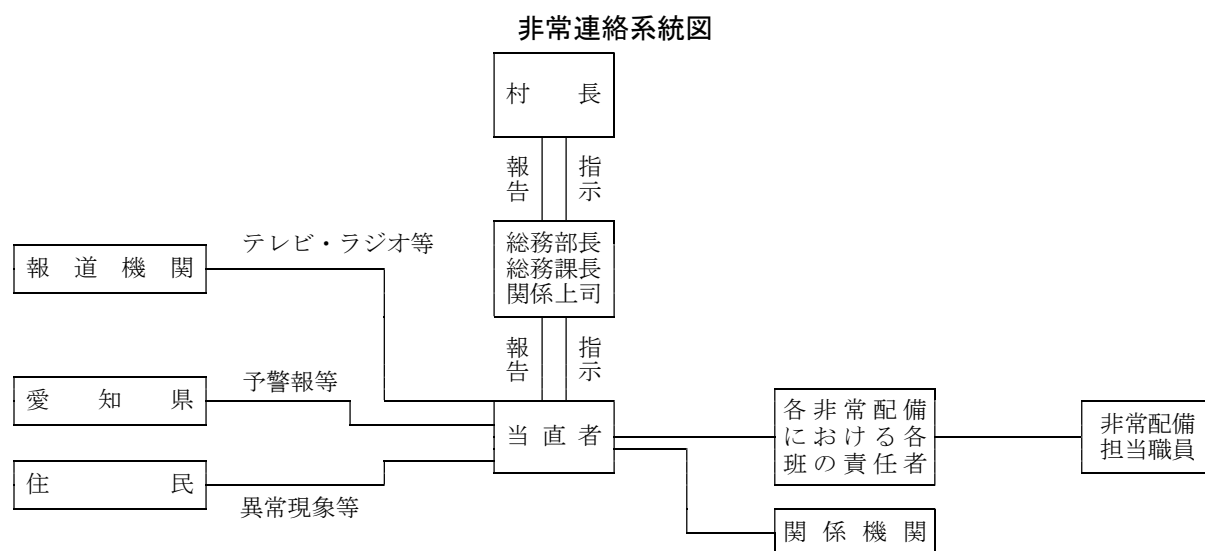 非常連絡系統図
村長
報告
指示
総務部長
総務課長
関係上司
テレビ・ラジオ等
報道機関
報告
指示
予警報等
愛知県
当直者
各非常配備
における各
班の責任者
非常配備
担当職員
住民
異常現象等
関係機関